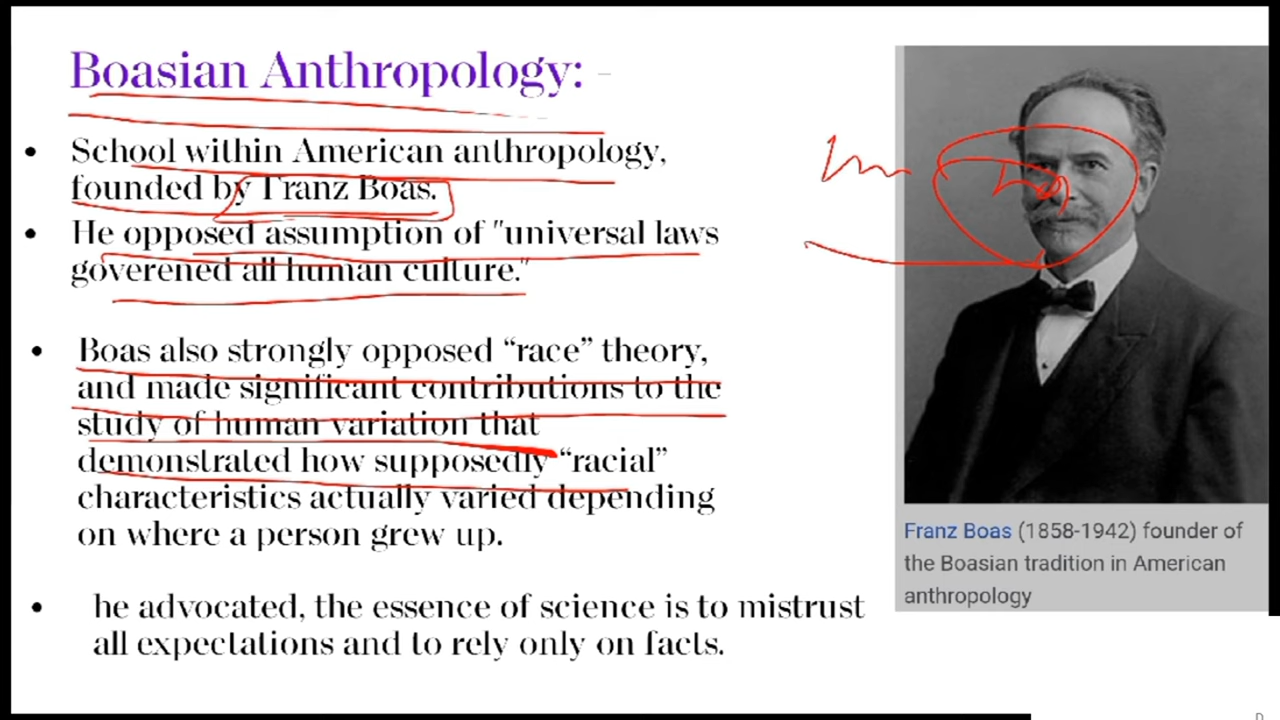 Boasian Anthropology: -
• School within American anthropology,
founded by Franz Boas.
• He opposed assumption of "universal laws
goverened all human culture."
• Boas also strongly opposed “race” theory,
and made significant contributions to the
study of human variation that
demonstrated how supposedly “racial”
characteristics actually varied depending
on where a person grew up.
• he advocated, the essence of science is to mistrust
all expectations and to rely only on facts.
Franz Boas (1858-1942) founder of
the Boasian tradition in American
anthropology